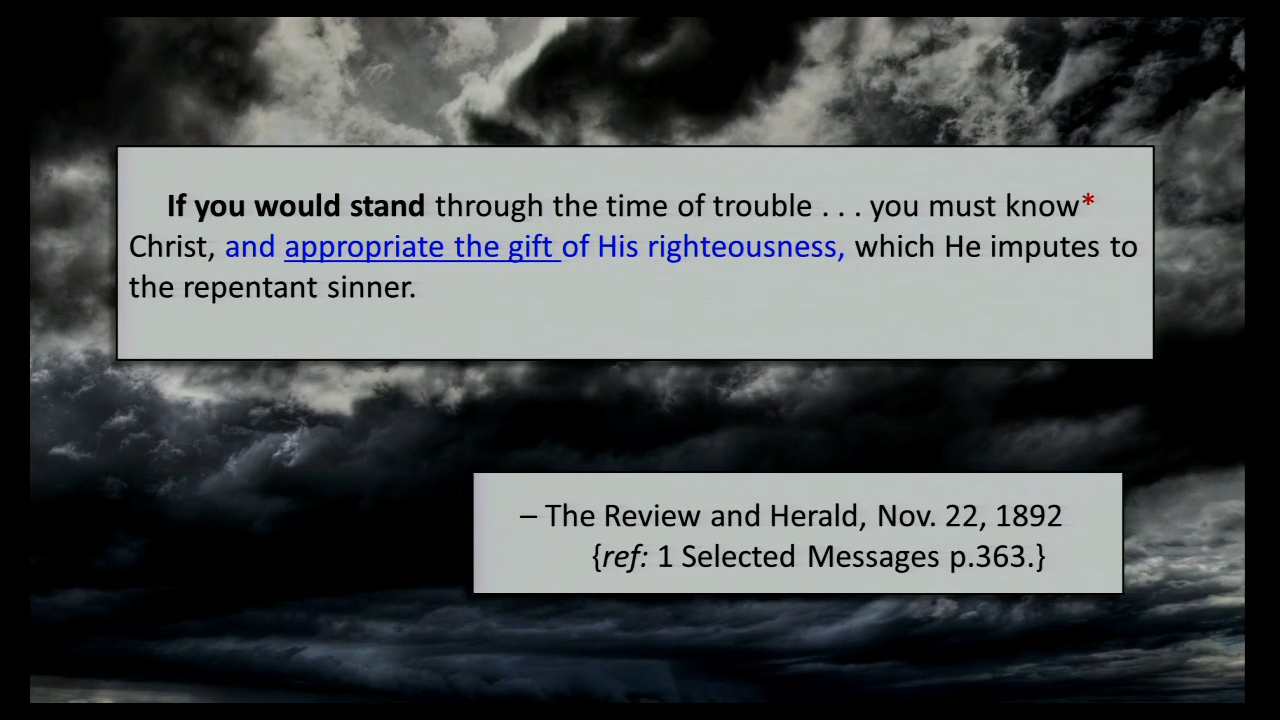 If you would stand through the time of trouble . . . you must know*
Christ, and appropriate the gift of His righteousness, which He imputes to
the repentant sinner.
– The Review and Herald, Nov. 22, 1892
{ref: 1 Selected Messages p.363.}